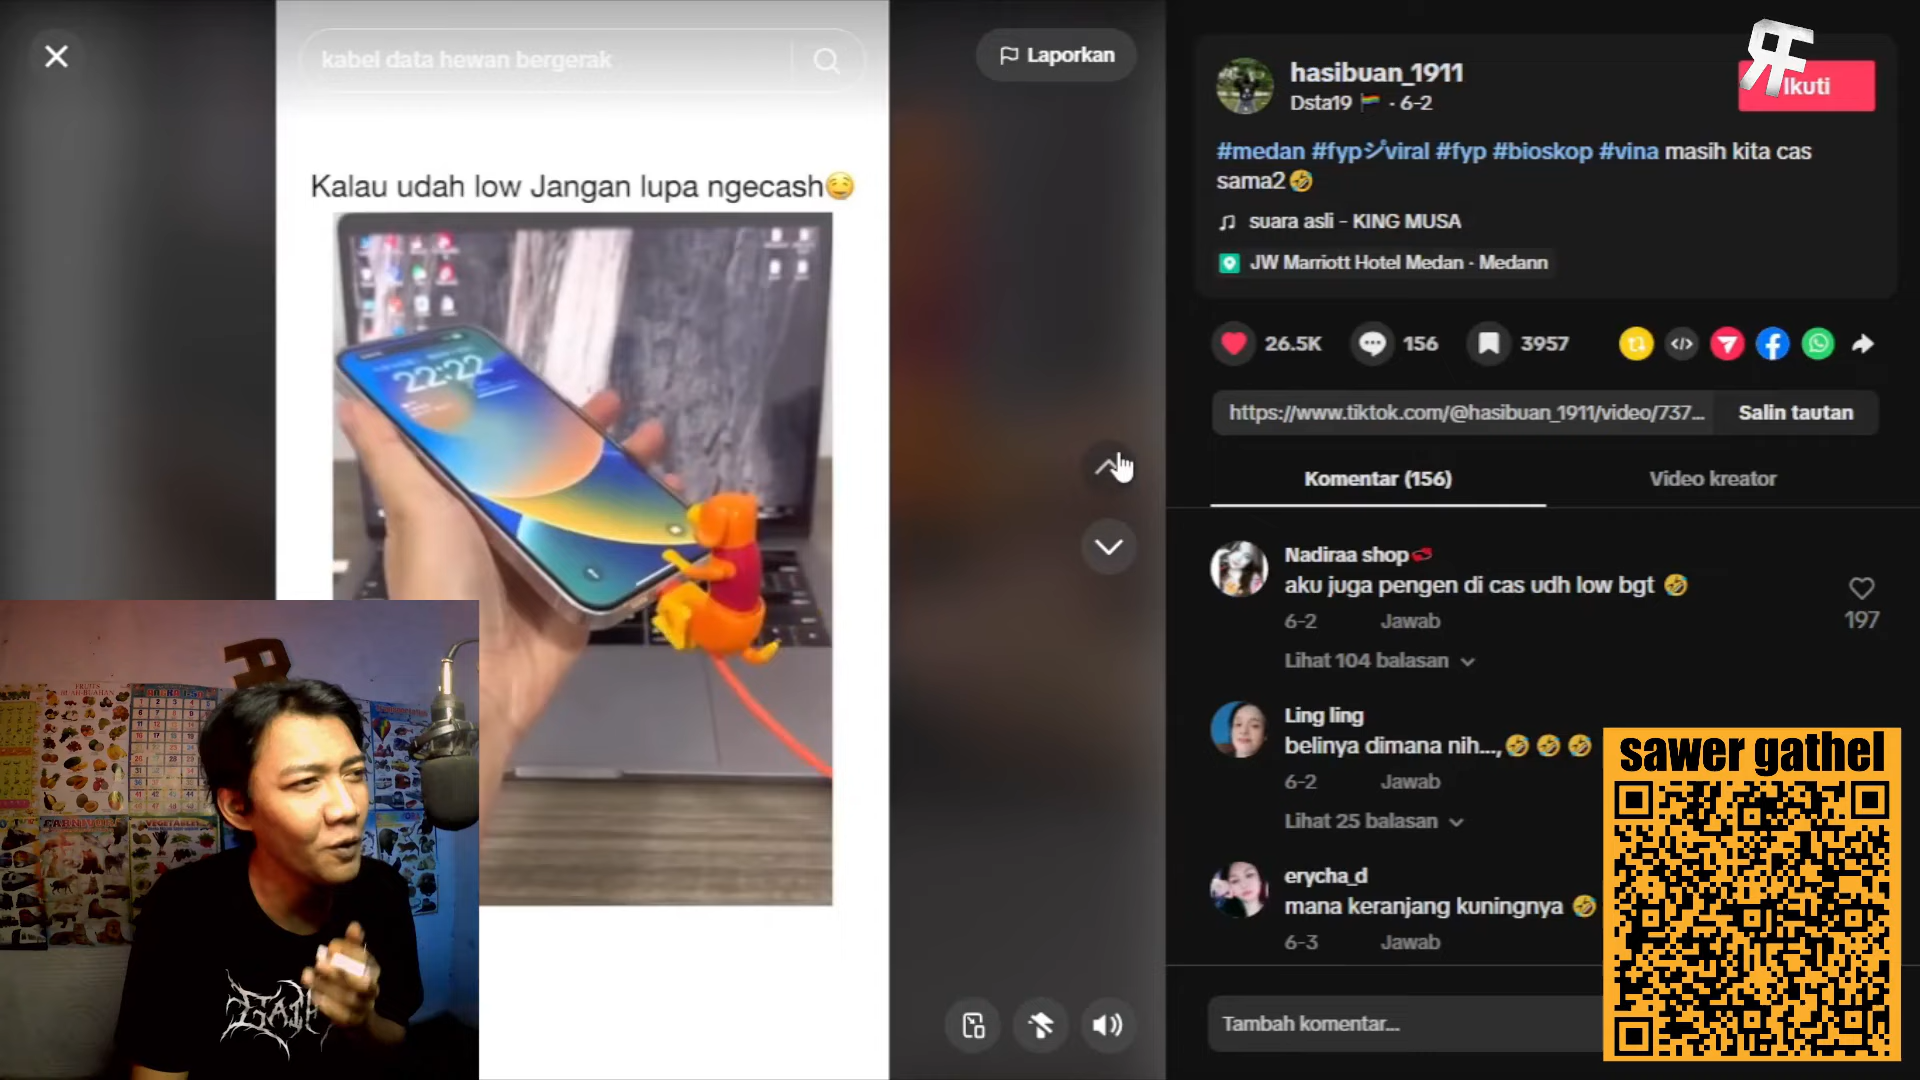 kabel data hewan bergerak
Laporkan
Kalau udah low Jangan lupa ngecash🤤
22:22
hasibuan_1911
Dsta19 🏳️‍🌈 · 6-2
Ikuti
#medan #fypシviral #fyp #bioskop #vina masih kita cas
sama2🤣
suara asli - KING MUSA
JW Marriott Hotel Medan · Medann
26.5K
156
3957
https://www.tiktok.com/@hasibuan_1911/video/737...
Salin tautan
Komentar (156)
Video kreator
Nadiraa shop
aku juga pengen di cas udh low bgt 🤣
6-2 Jawab
197
Lihat 104 balasan
Ling ling
belinya dimana nih...,🤣🤣🤣
6-2 Jawab
Lihat 25 balasan
erycha_d
mana keranjang kuningnya 🤣
6-3 Jawab
Tambah komentar...
sawer gathel
FRUITS
BUAH-BUAHAN
VEGETABLES